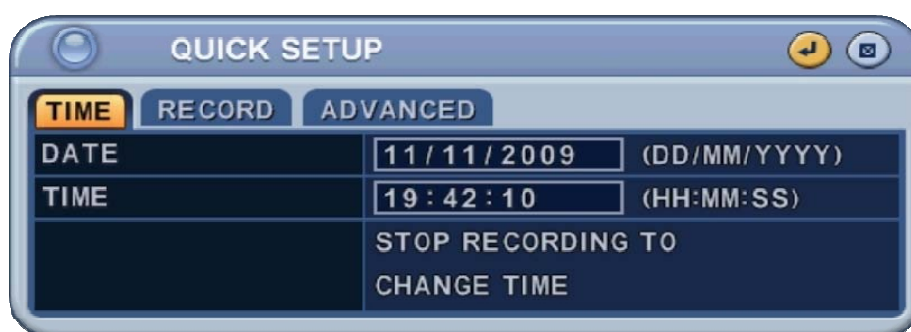 QUICK SETUP
TIME RECORD ADVANCED
DATE 11/11/2009 (DD/MM/YYYY)
TIME 19:42:10 (HH:MM:SS)
STOP RECORDING TO
CHANGE TIME